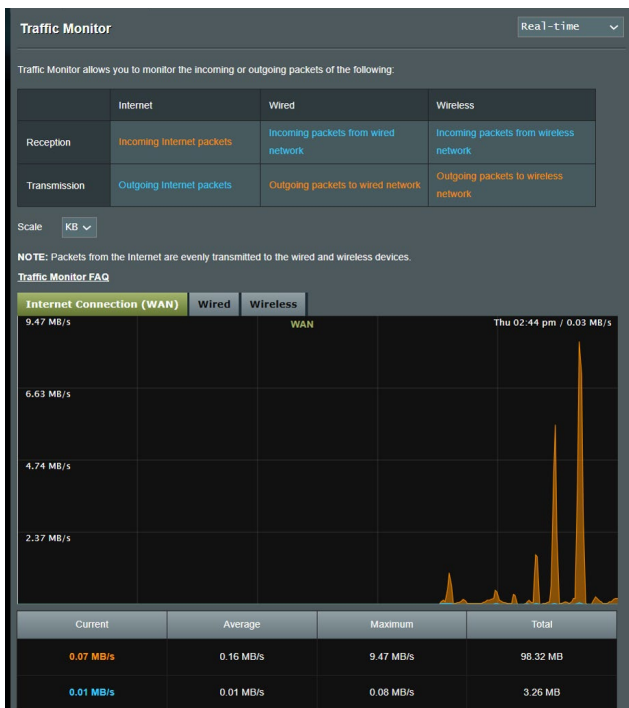 Traffic Monitor
Real-time
Traffic Monitor allows you to monitor the incoming or outgoing packets of the following:
Internet Wired Wireless
Reception Incoming Internet packets Incoming packets from wired network Incoming packets from wireless network
Transmission Outgoing Internet packets Outgoing packets to wired network Outgoing packets to wireless network
Scale KB
NOTE: Packets from the Internet are evenly transmitted to the wired and wireless devices.
Traffic Monitor FAQ
Internet Connection (WAN) Wired Wireless
9.47 MB/s WAN Thu 02:44 pm / 0.03 MB/s
6.63 MB/s
4.74 MB/s
2.37 MB/s
Current Average Maximum Total
0.07 MB/s 0.16 MB/s 9.47 MB/s 98.32 MB
0.01 MB/s 0.01 MB/s 0.08 MB/s 3.26 MB